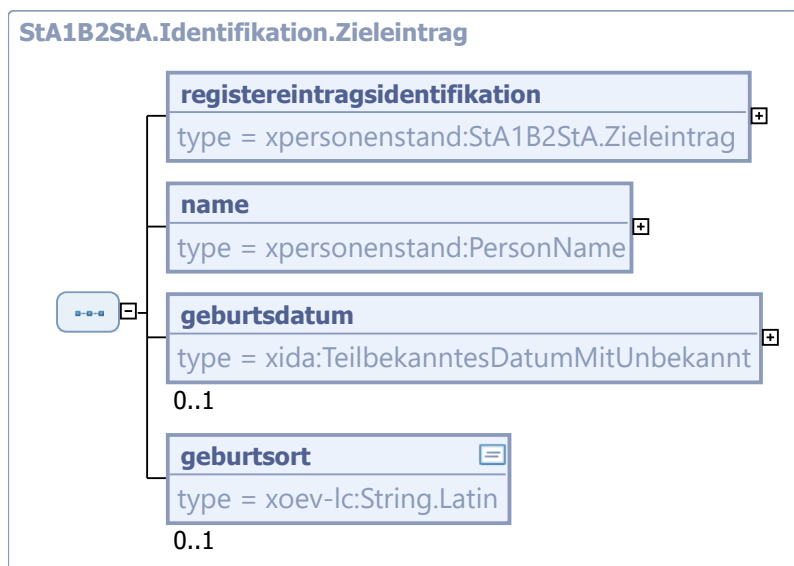 StA1B2StA.Identifikation.Zieleintrag
registereintragsidentifikation
type = xpersonenstand:StA1B2StA.Zieleintrag
name
type = xpersonenstand:PersonName
geburtsdatum
type = xida:TeilbekanntesDatumMitUnbekannt
0..1
geburtsort
type = xoev-lc:String.Latin
0..1